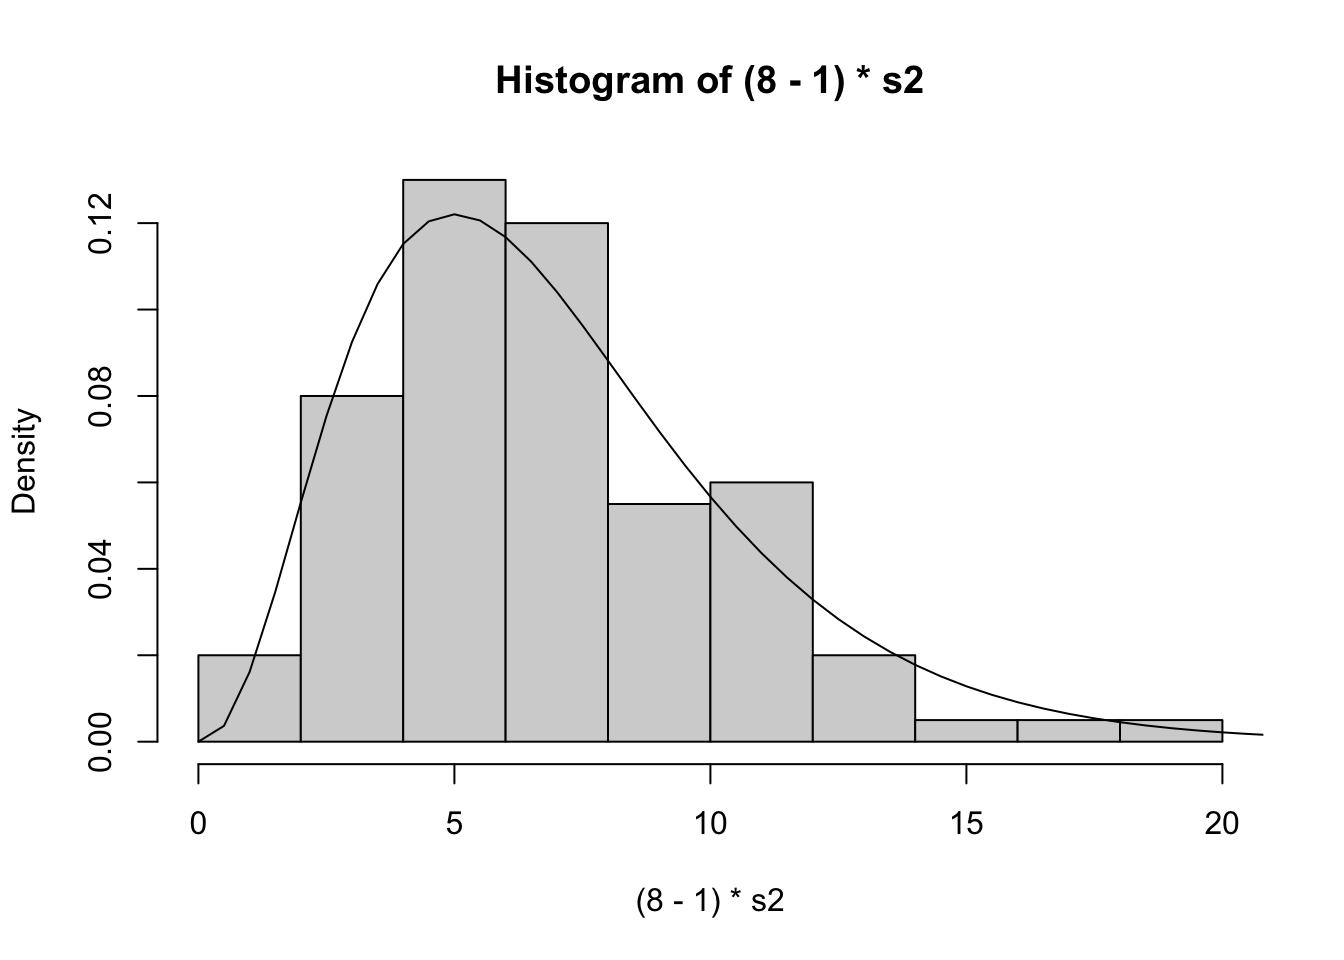 Histogram of (8 - 1) * s2
Density
0.12
0.08
0.04
0.00
0 5 10 15 20
(8 - 1) * s2